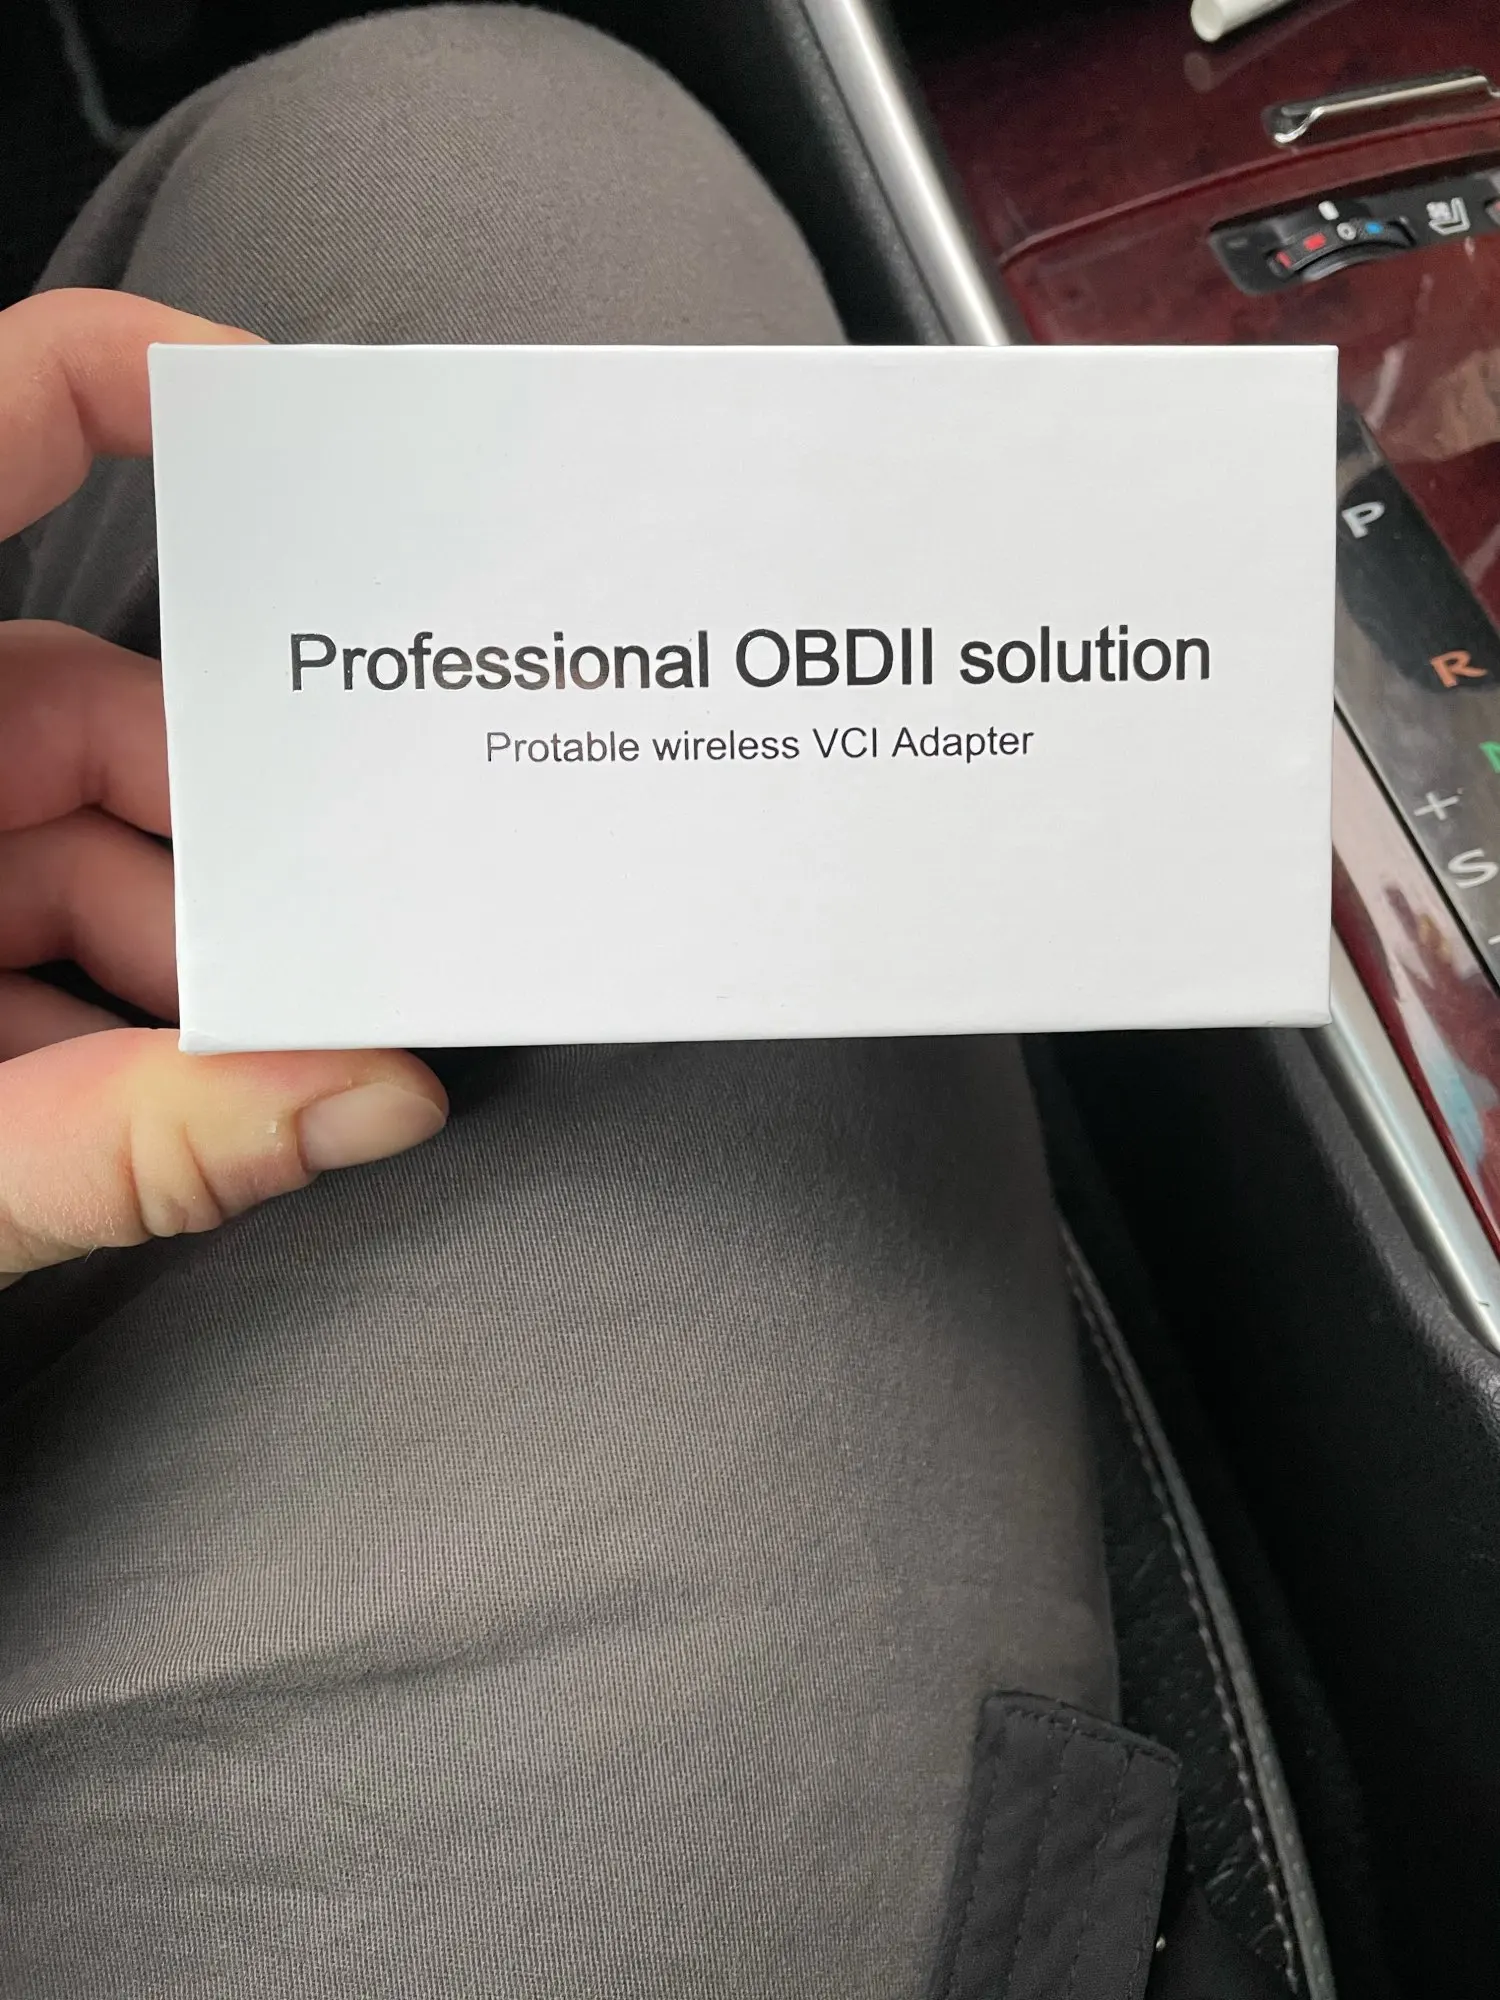 Professional OBDII solution
Protable wireless VCI Adapter
P
R
+
S